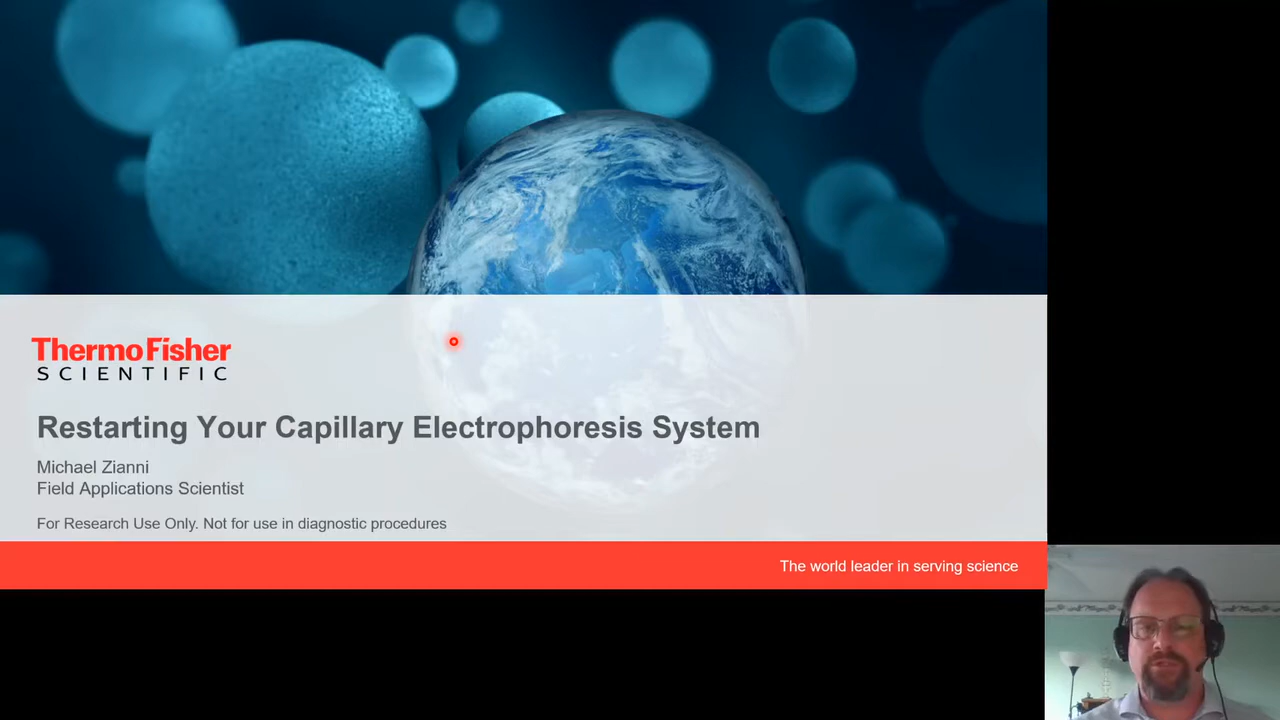 ThermoFisher
SCIENTIFIC
Restarting Your Capillary Electrophoresis System
Michael Zianni
Field Applications Scientist
For Research Use Only. Not for use in diagnostic procedures
The world leader in serving science